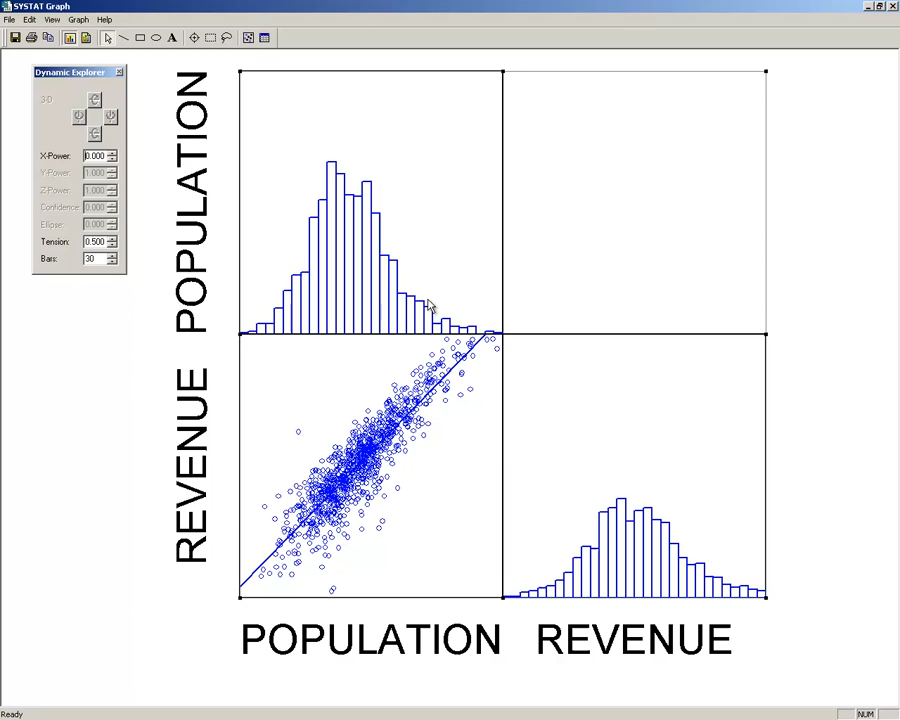 SYSTAT Graph
File Edit View Graph Help
A
Dynamic Explorer
3-D
X-Power: 0.000
Y-Power: 1.000
Z-Power: 1.000
Confidence: 0.000
Ellipse: 0.000
Tension: 0.500
Bars: 30
POPULATION
REVENUE
POPULATION REVENUE
Ready NUM